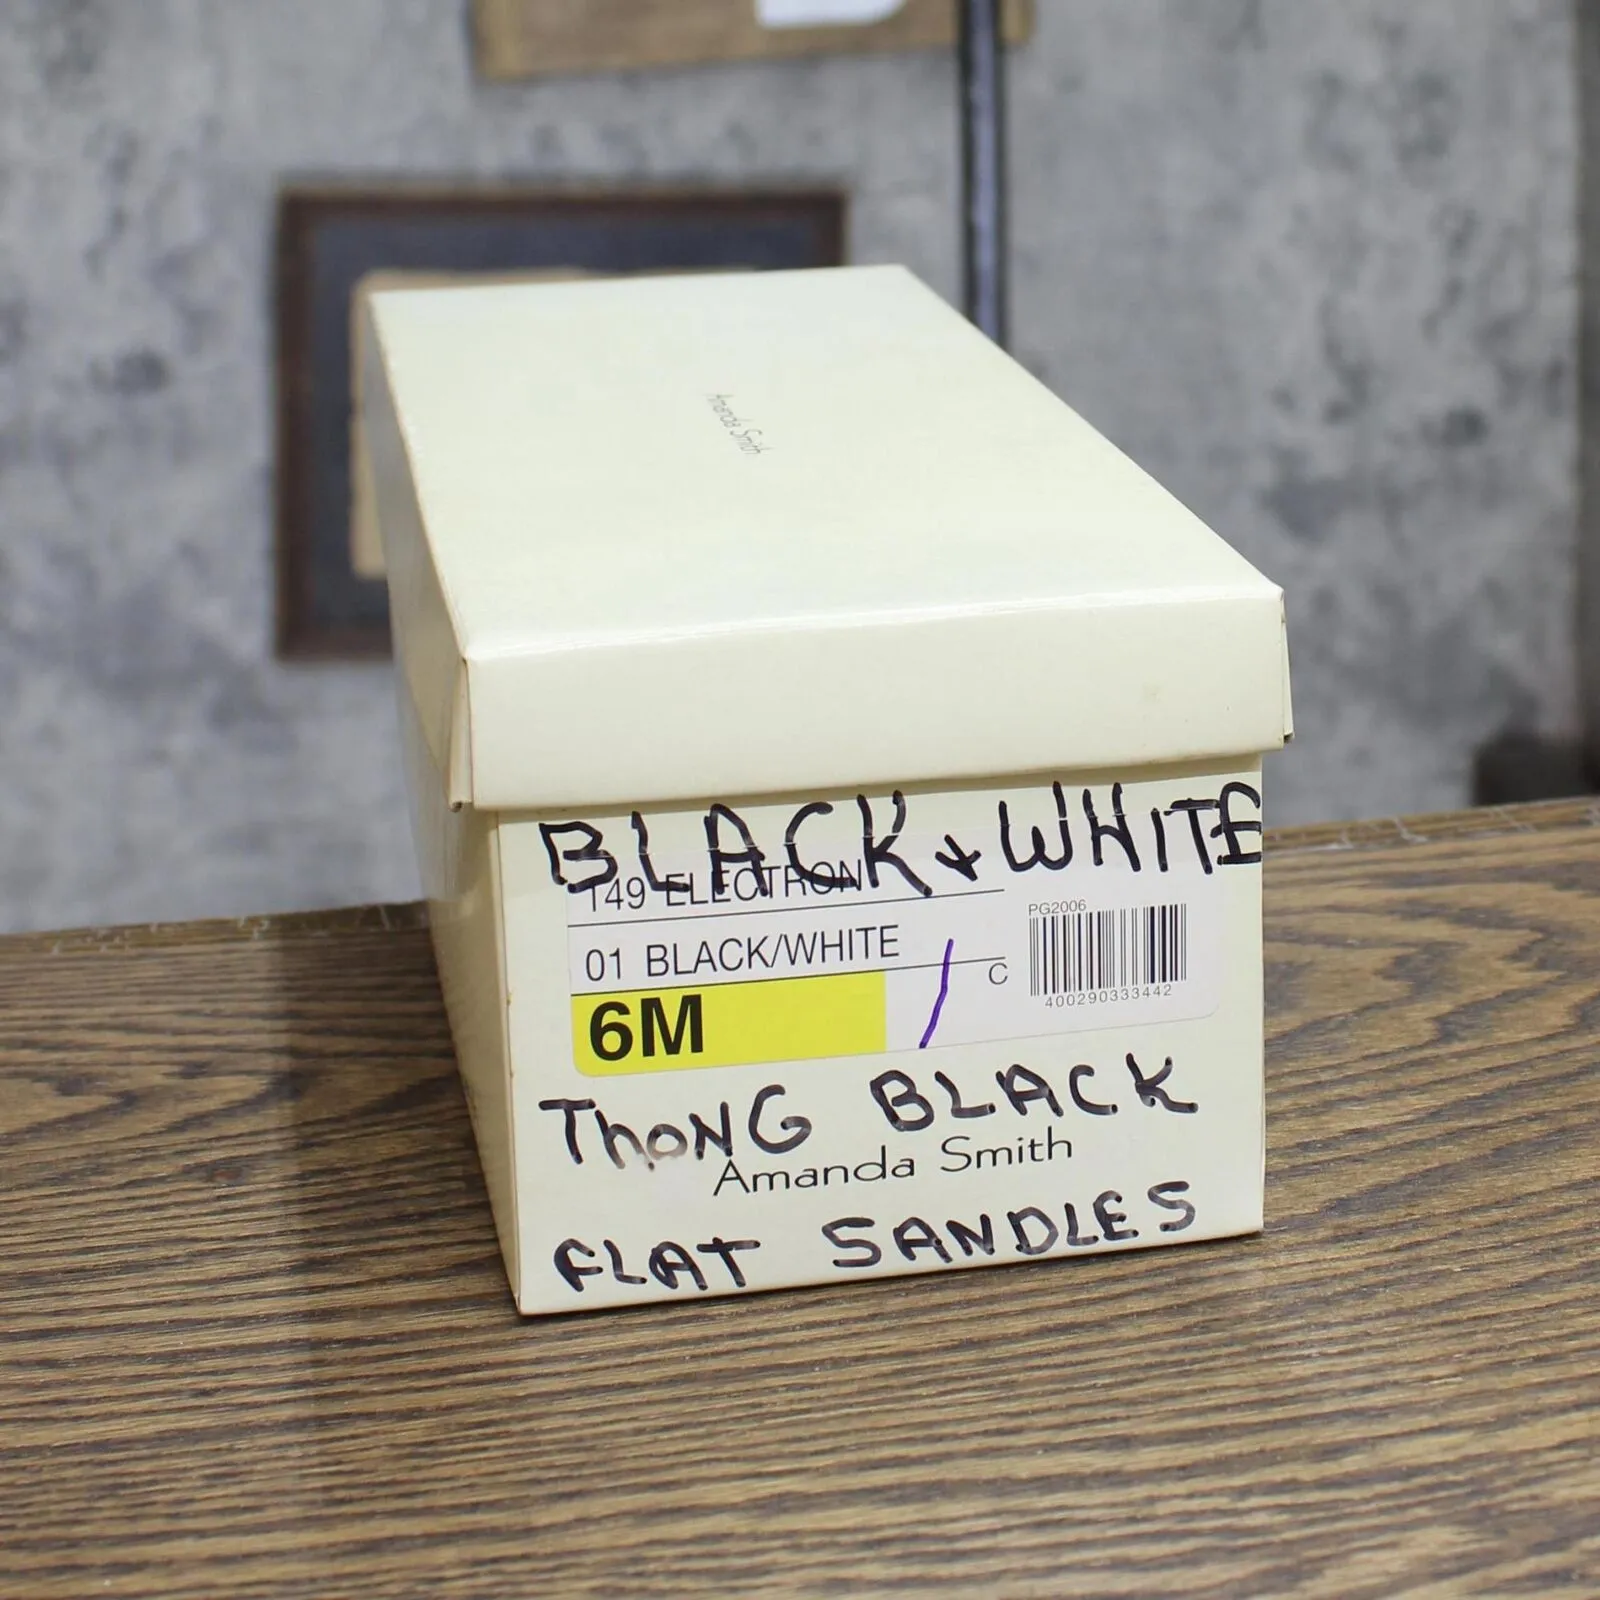 Amanda Smith
BLACK + WHITE
149 ELECTRON
01 BLACK/WHITE
C
PG2006
400290333442
6M
THONG BLACK
Amanda Smith
FLAT SANDLES